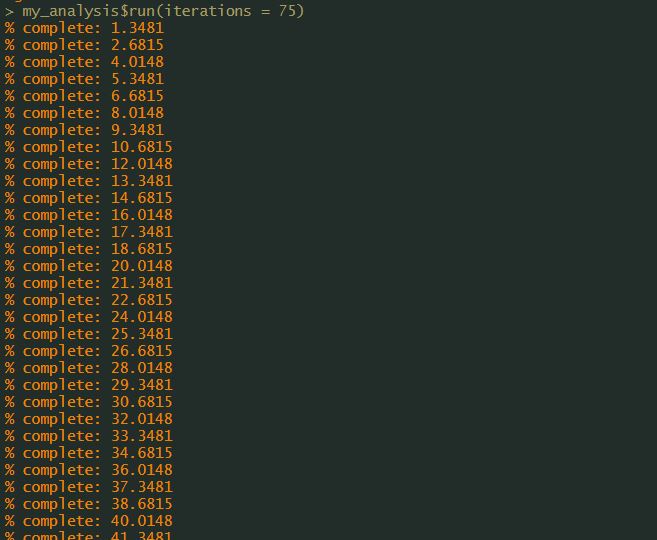 > my_analysis$run(iterations = 75)
% complete: 1.3481
% complete: 2.6815
% complete: 4.0148
% complete: 5.3481
% complete: 6.6815
% complete: 8.0148
% complete: 9.3481
% complete: 10.6815
% complete: 12.0148
% complete: 13.3481
% complete: 14.6815
% complete: 16.0148
% complete: 17.3481
% complete: 18.6815
% complete: 20.0148
% complete: 21.3481
% complete: 22.6815
% complete: 24.0148
% complete: 25.3481
% complete: 26.6815
% complete: 28.0148
% complete: 29.3481
% complete: 30.6815
% complete: 32.0148
% complete: 33.3481
% complete: 34.6815
% complete: 36.0148
% complete: 37.3481
% complete: 38.6815
% complete: 40.0148
% complete: 41.3481